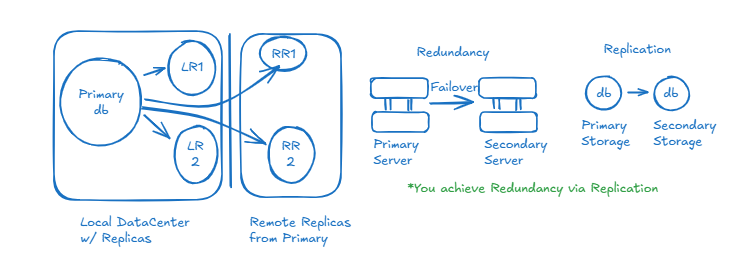 Primary
db
LR1
LR
2
RR1
RR
2
Local DataCenter
w/ Replicas
Remote Replicas
from Primary
Redundancy
Failover
Primary
Server
Secondary
Server
Replication
db
db
Primary
Storage
Secondary
Storage
*You achieve Redundancy via Replication